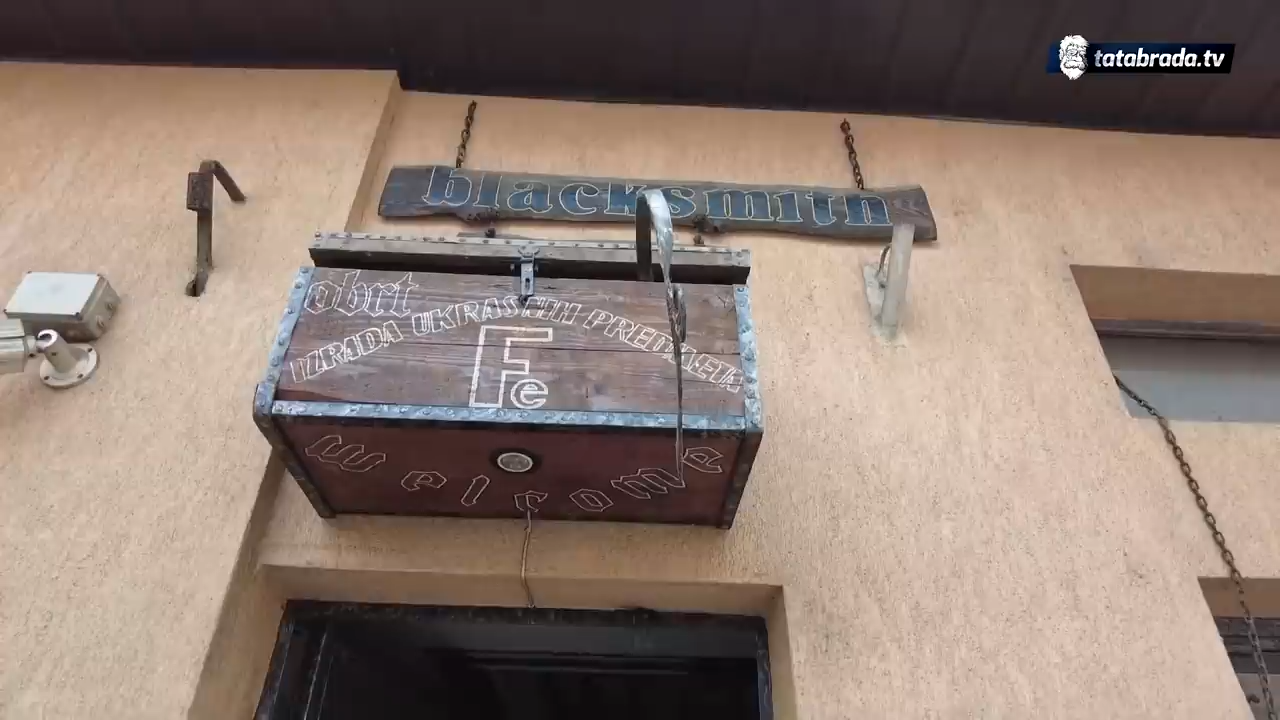 tatabrada.tv
blacksmith
obrt
IZRADA UKRASNIH PREDMETA
Fe
welcome